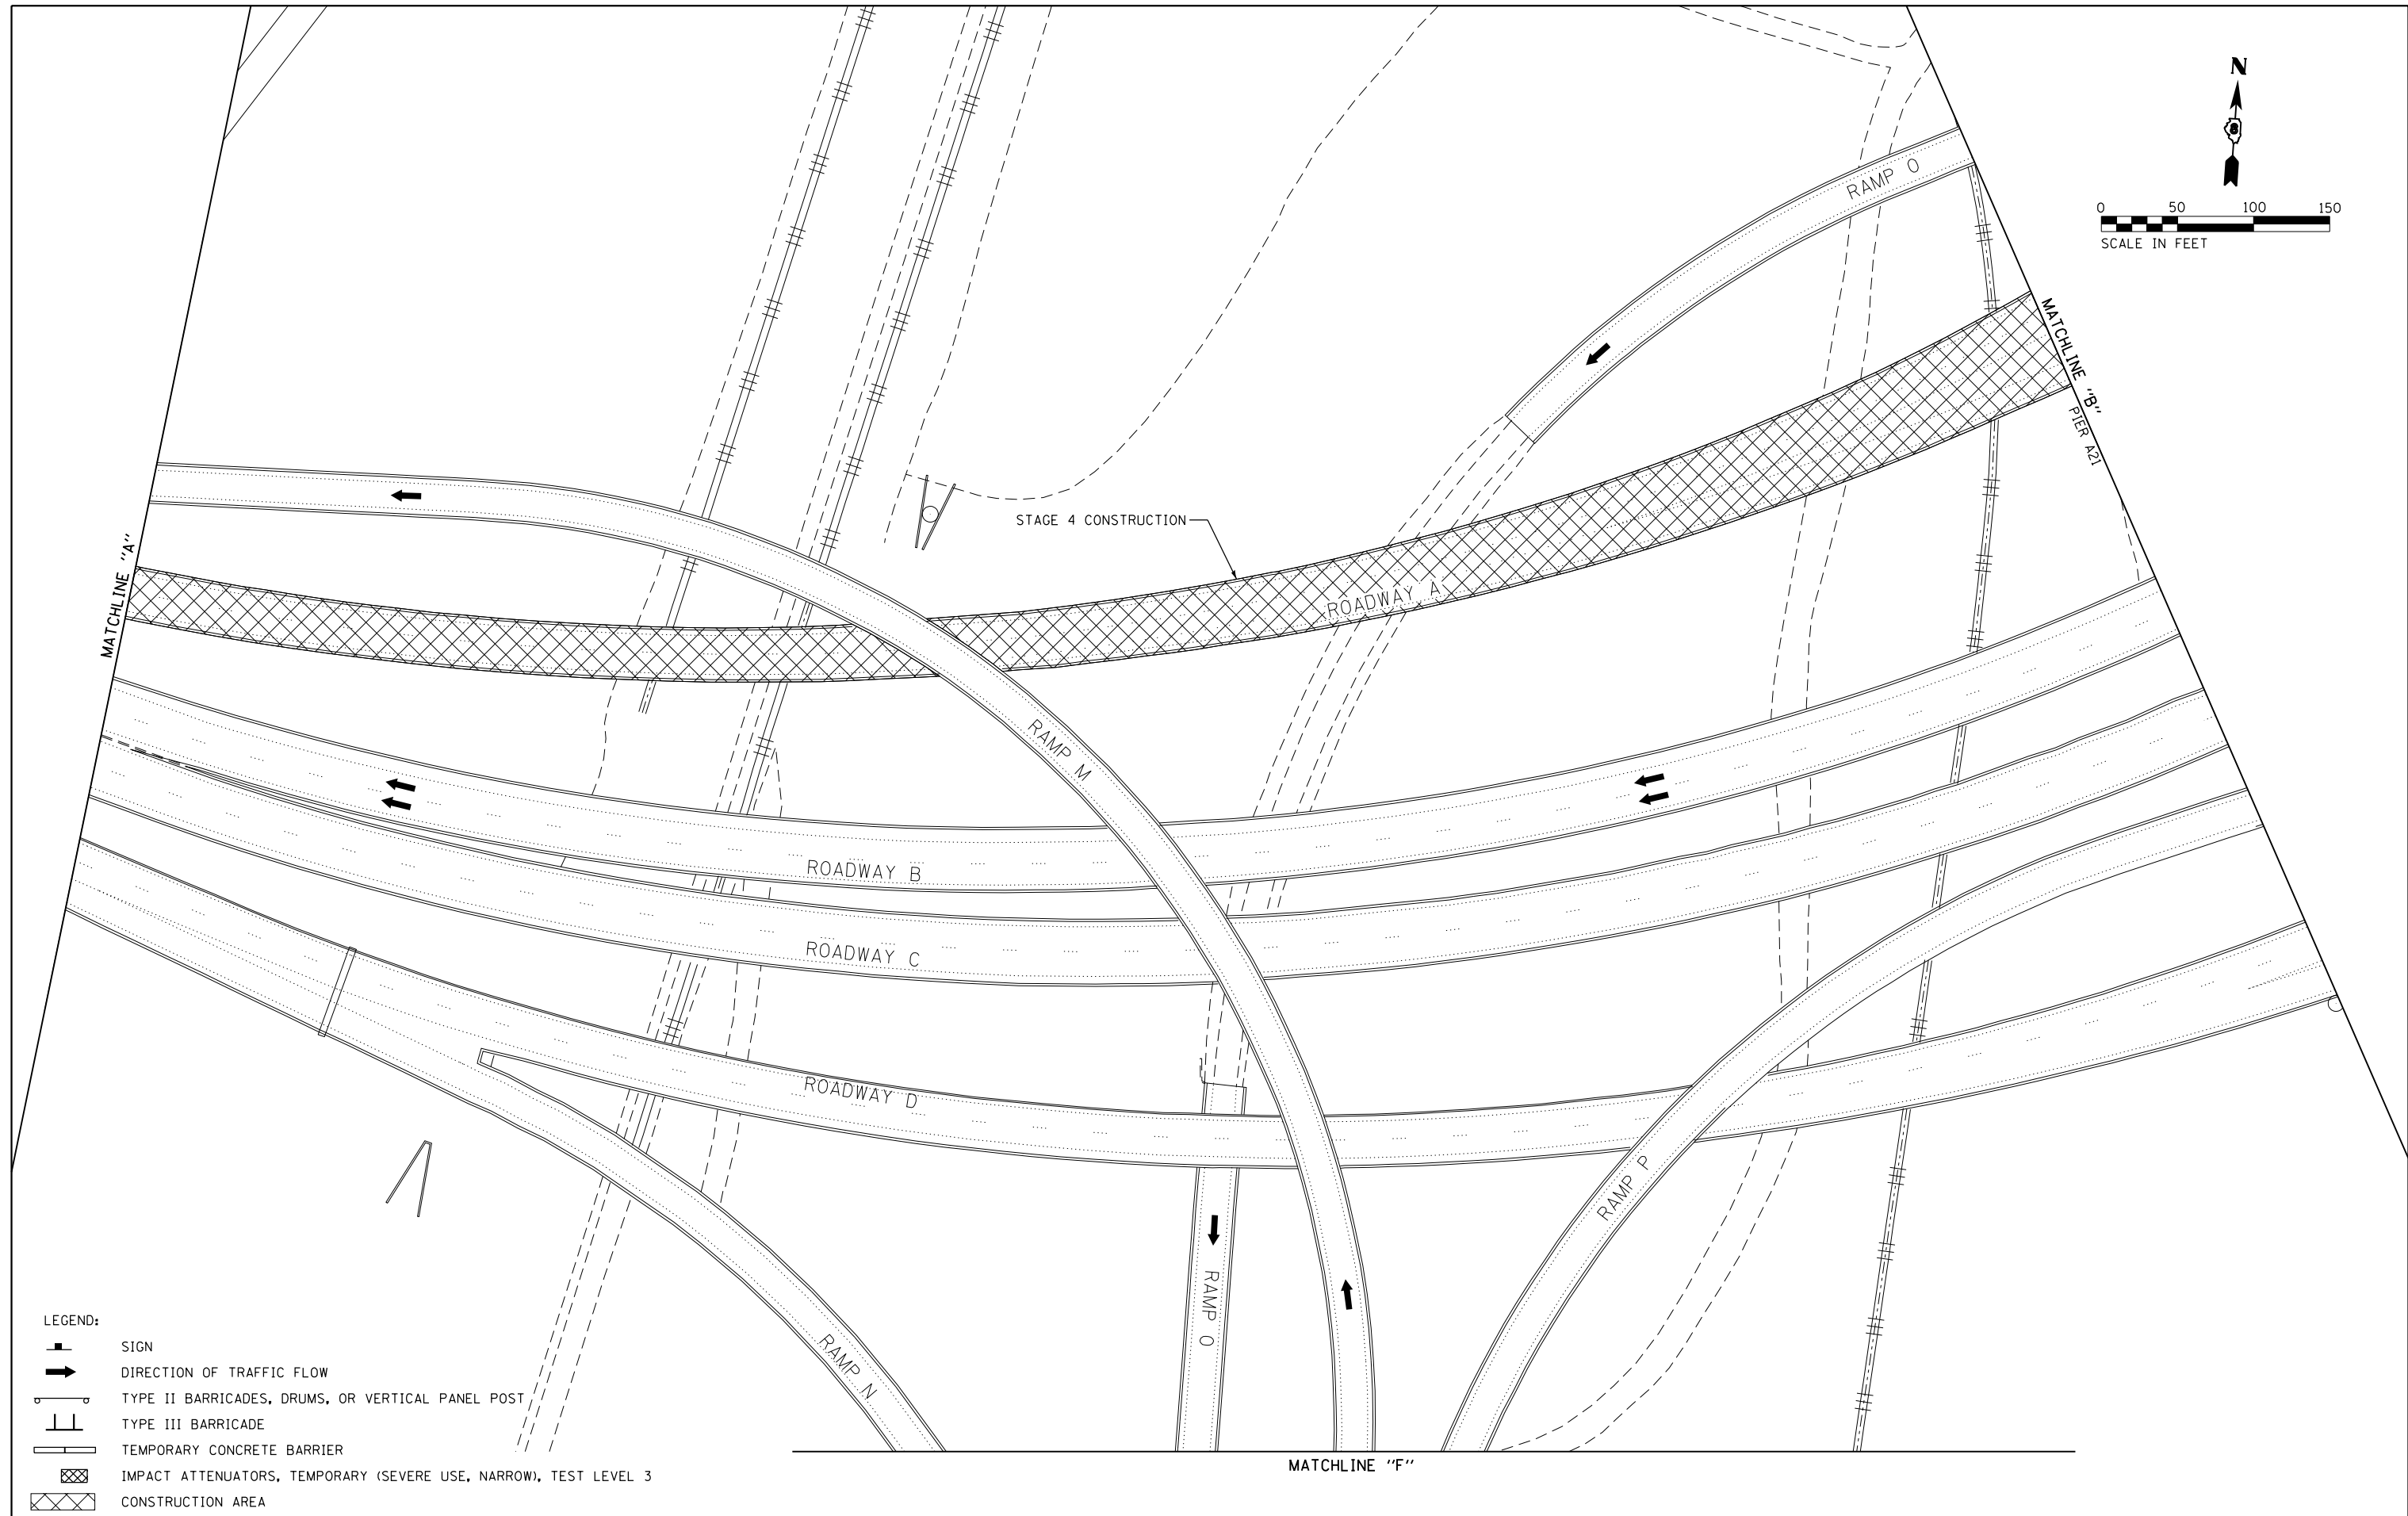 N
8
0 50 100 150
SCALE IN FEET
RAMP O
MATCHLINE "B"
PIER A21
STAGE 4 CONSTRUCTION
MATCHLINE "A"
ROADWAY A
RAMP M
ROADWAY B
ROADWAY C
ROADWAY D
RAMP P
RAMP O
RAMP N
MATCHLINE "F"
LEGEND:
SIGN
DIRECTION OF TRAFFIC FLOW
TYPE II BARRICADES, DRUMS, OR VERTICAL PANEL POST
TYPE III BARRICADE
TEMPORARY CONCRETE BARRIER
IMPACT ATTENUATORS, TEMPORARY (SEVERE USE, NARROW), TEST LEVEL 3
CONSTRUCTION AREA